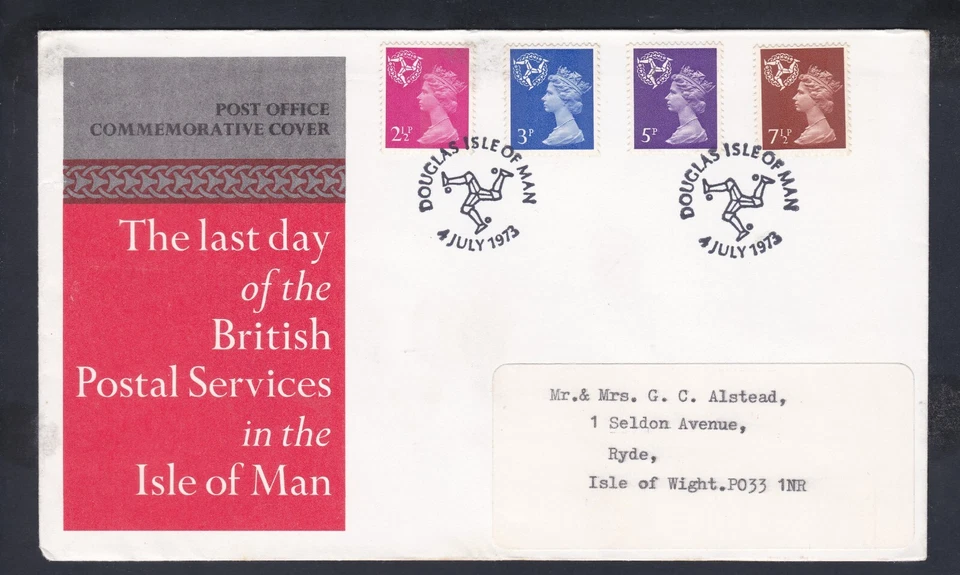 POST OFFICE
COMMEMORATIVE COVER
The last day
of the
British
Postal Services
in the
Isle of Man
2½P
3P
5P
7½P
DOUGLAS ISLE OF MAN
4 JULY 1973
DOUGLAS ISLE OF MAN
4 JULY 1973
Mr.& Mrs. G. C. Alstead,
1 Seldon Avenue,
Ryde,
Isle of Wight.PO33 1NR